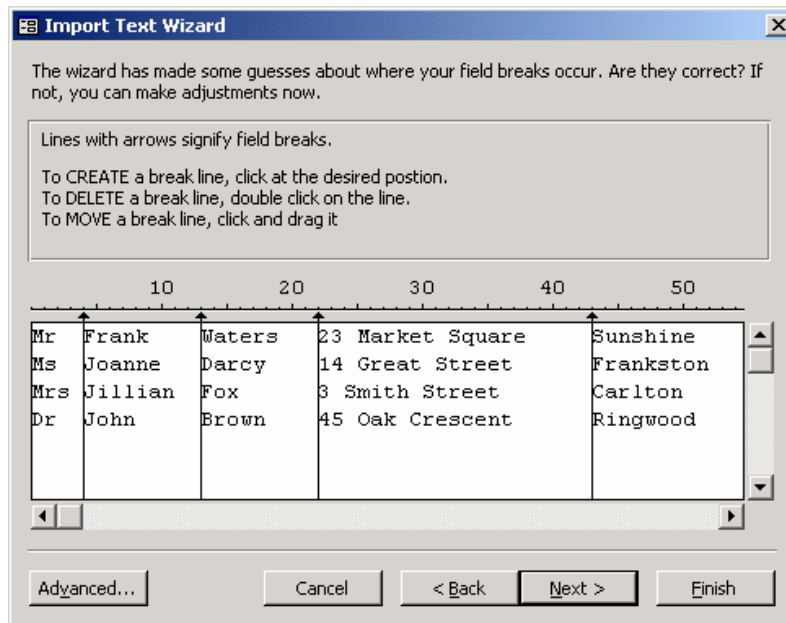 Import Text Wizard
The wizard has made some guesses about where your field breaks occur. Are they correct? If
not, you can make adjustments now.
Lines with arrows signify field breaks.
To CREATE a break line, click at the desired postion.
To DELETE a break line, double click on the line.
To MOVE a break line, click and drag it
10 20 30 40 50
Mr Frank Waters 23 Market Square Sunshine
Ms Joanne Darcy 14 Great Street Frankston
Mrs Jillian Fox 3 Smith Street Carlton
Dr John Brown 45 Oak Crescent Ringwood
Advanced... Cancel < Back Next > Finish